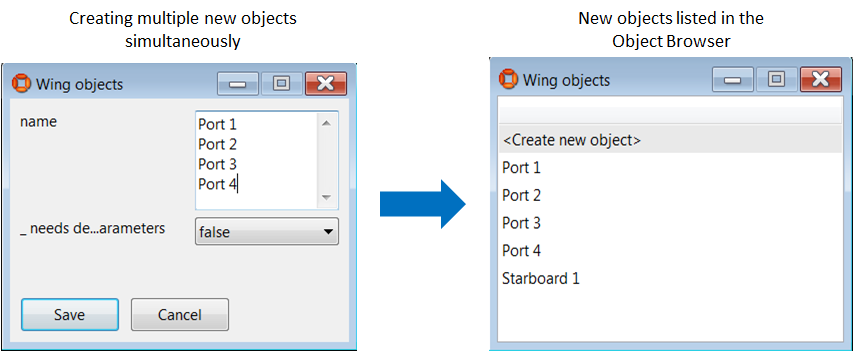 Creating multiple new objects
simultaneously
New objects listed in the
Object Browser
Wing objects
name
Port 1
Port 2
Port 3
Port 4
_ needs de...arameters
false
Save
Cancel
Wing objects
<Create new object>
Port 1
Port 2
Port 3
Port 4
Starboard 1